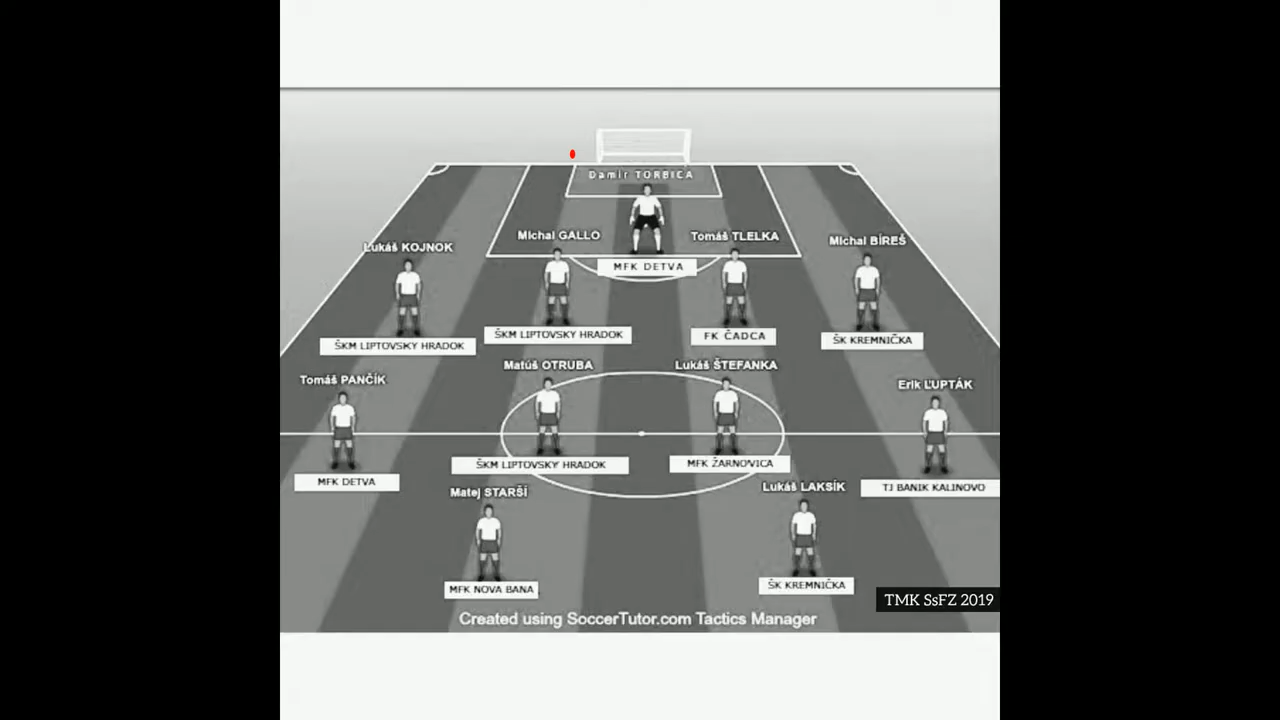 Damir TORBICA
MFK DETVA
Lukáš KOJNOK
Michal GALLO
Tomáš TLELKA
Michal BÍREŠ
ŠKM LIPTOVSKY HRADOK
ŠKM LIPTOVSKY HRADOK
FK ČADCA
ŠK KREMNIČKA
Tomáš PANČÍK
Matúš OTRUBA
Lukáš ŠTEFANKA
Erik ĽUPTÁK
MFK DETVA
ŠKM LIPTOVSKY HRADOK
MFK ŽARNOVICA
TJ BANIK KALINOVO
Matej STARŠÍ
Lukáš LAKSÍK
MFK NOVA BANA
ŠK KREMNIČKA
TMK SsFZ 2019
Created using SoccerTutor.com Tactics Manager